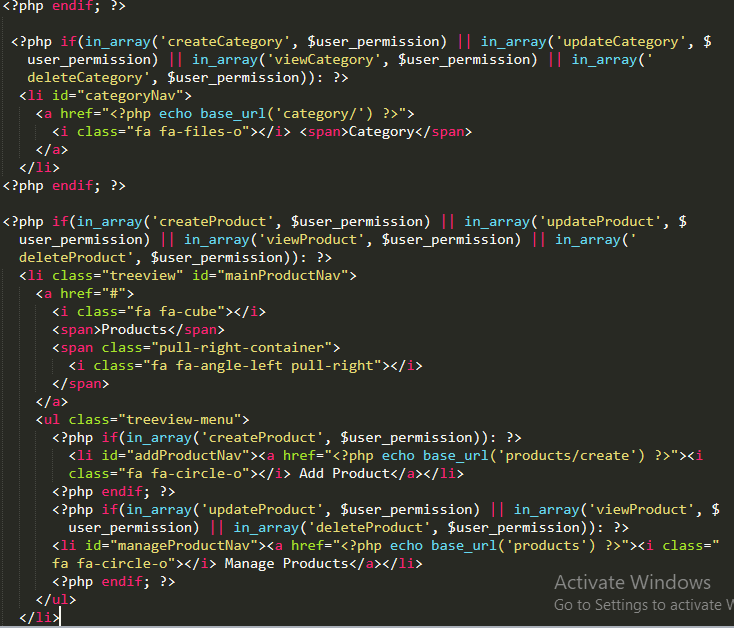 <?php endif; ?>
<?php if(in_array('createCategory', $user_permission) || in_array('updateCategory', $
user_permission) || in_array('viewCategory', $user_permission) || in_array('
deleteCategory', $user_permission)): ?>
<li id="categoryNav">
<a href="<?php echo base_url('category/') ?>">
<i class="fa fa-files-o"></i> <span>Category</span>
</a>
</li>
<?php endif; ?>
<?php if(in_array('createProduct', $user_permission) || in_array('updateProduct', $
user_permission) || in_array('viewProduct', $user_permission) || in_array('
deleteProduct', $user_permission)): ?>
<li class="treeview" id="mainProductNav">
<a href="#">
<i class="fa fa-cube"></i>
<span>Products</span>
<span class="pull-right-container">
<i class="fa fa-angle-left pull-right"></i>
</span>
</a>
<ul class="treeview-menu">
<?php if(in_array('createProduct', $user_permission)): ?>
<li id="addProductNav"><a href="<?php echo base_url('products/create') ?>"><i
class="fa fa-circle-o"></i> Add Product</a></li>
<?php endif; ?>
<?php if(in_array('updateProduct', $user_permission) || in_array('viewProduct', $
user_permission) || in_array('deleteProduct', $user_permission)): ?>
<li id="manageProductNav"><a href="<?php echo base_url('products') ?>"><i class="
fa fa-circle-o"></i> Manage Products</a></li>
<?php endif; ?>
</ul>
</li>
Activate Windows
Go to Settings to activate W